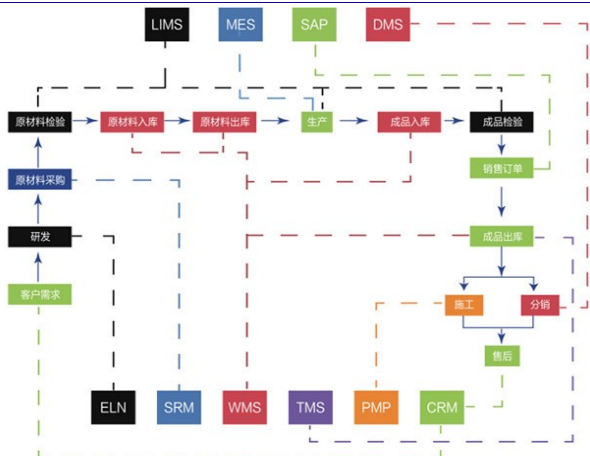 LIMS
MES
SAP
DMS
原材料检验
原材料入库
原材料出库
生产
成品入库
成品检验
原材料采购
销售订单
研发
成品出库
客户需求
施工
分销
售后
ELN
SRM
WMS
TMS
PMP
CRM